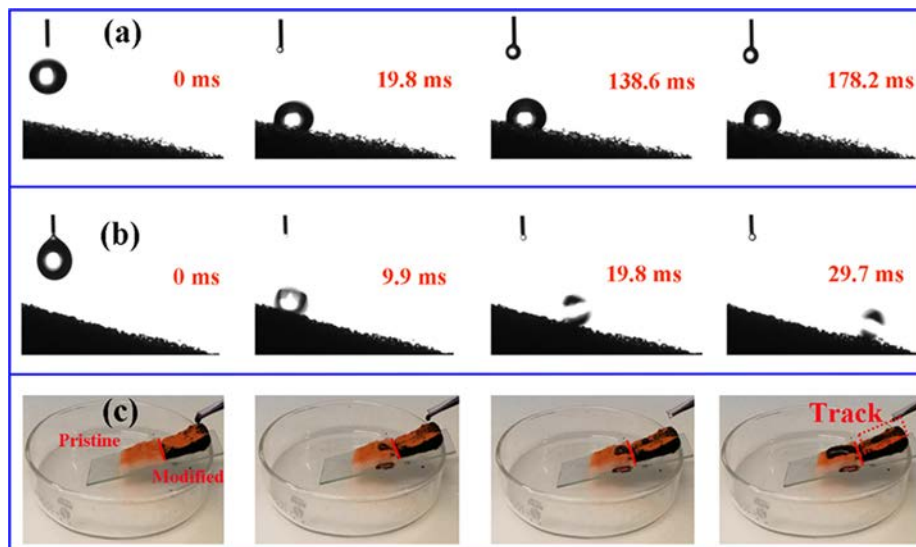 (a)
0 ms
19.8 ms
138.6 ms
178.2 ms
(b)
0 ms
9.9 ms
19.8 ms
29.7 ms
(c)
Pristine
Modified
Track